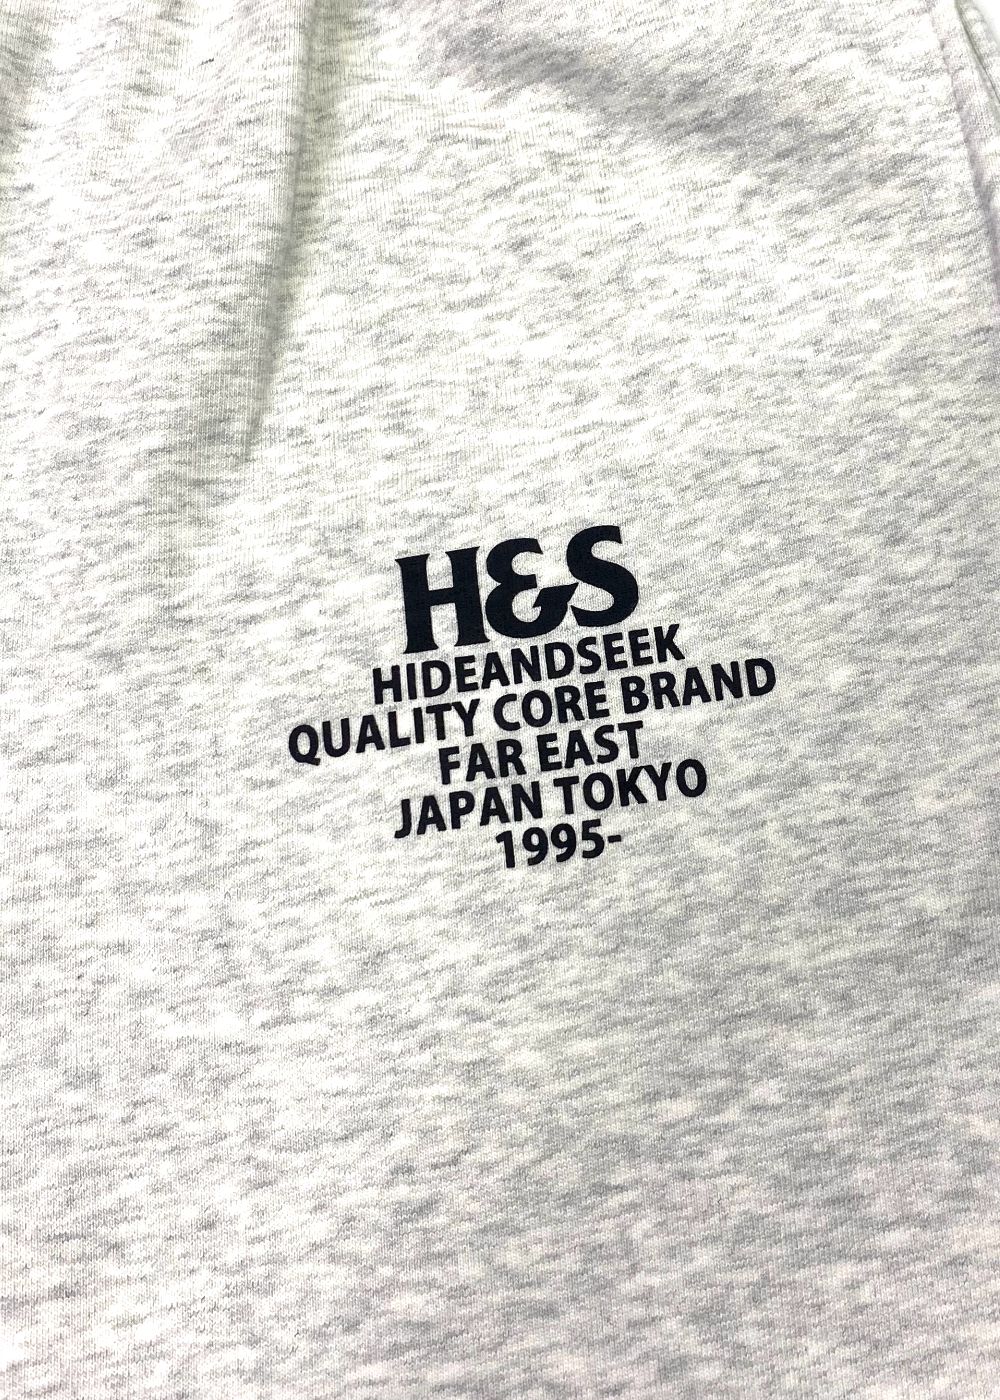 H&S
HIDEANDSEEK
QUALITY CORE BRAND
FAR EAST
JAPAN TOKYO
1995-